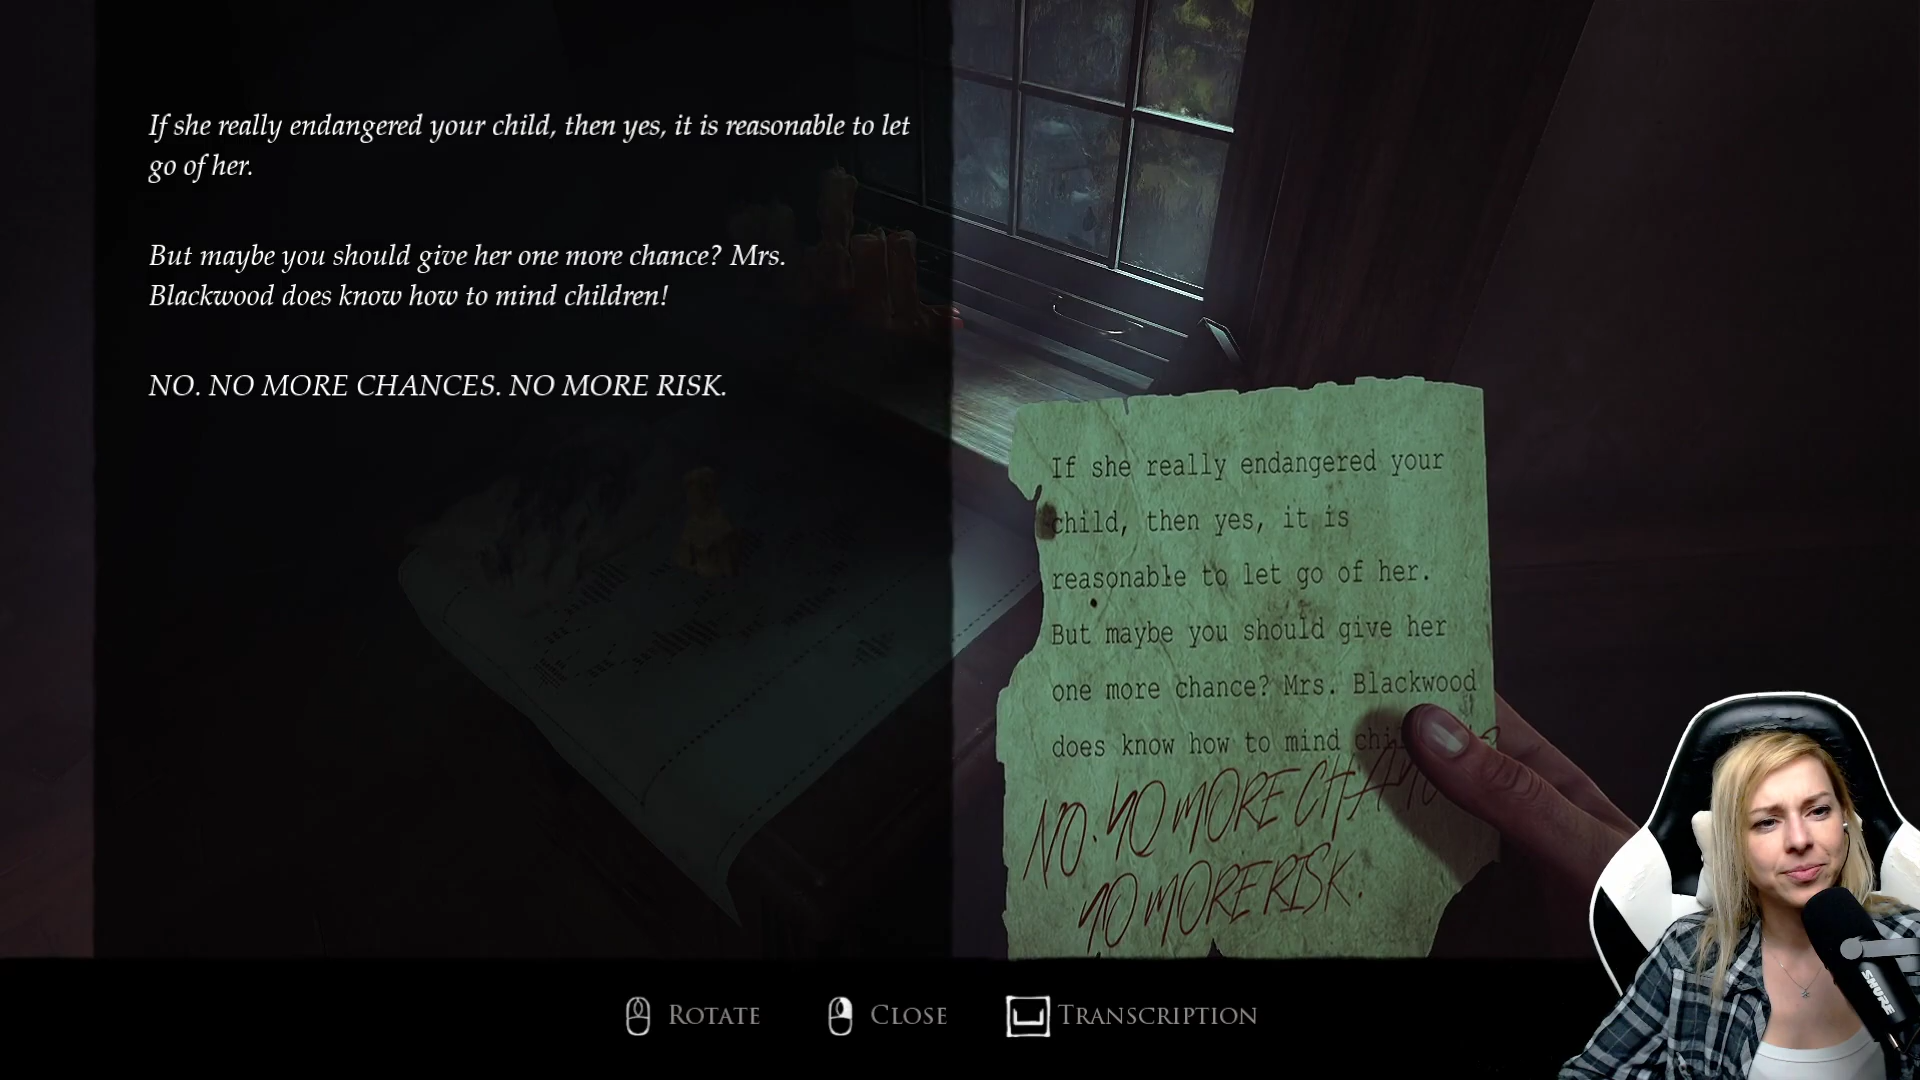 If she really endangered your child, then yes, it is reasonable to let
go of her.
But maybe you should give her one more chance? Mrs.
Blackwood does know how to mind children!
NO. NO MORE CHANCES. NO MORE RISK.
If she really endangered your
child, then yes, it is
reasonable to let go of her.
But maybe you should give her
one more chance? Mrs. Blackwood
does know how to mind
NO. NO MORE
NO MORE RISK.
ROTATE
CLOSE
TRANSCRIPTION
SHURE